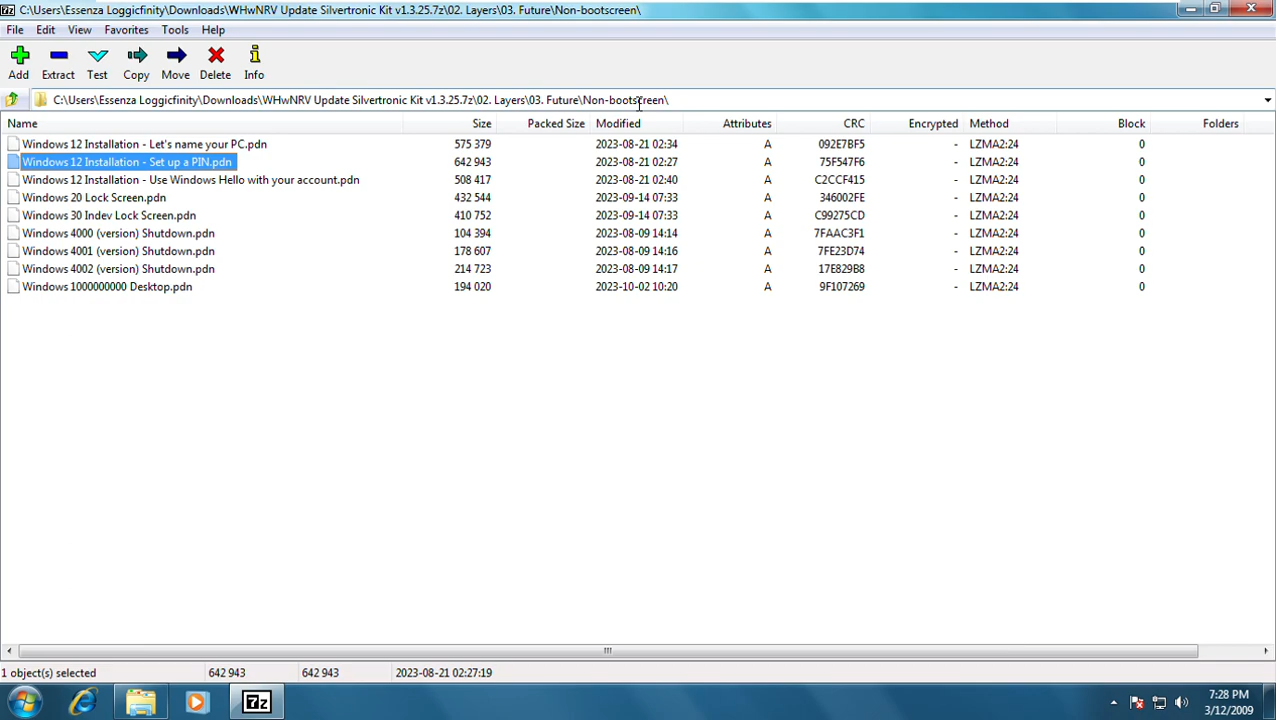 C:\Users\Essenza Loggicfinity\Downloads\WHwNRV Update Silvertronic Kit v1.3.25.7z\02. Layers\03. Future\Non-bootscreen\
File Edit View Favorites Tools Help
Add Extract Test Copy Move Delete Info
C:\Users\Essenza Loggicfinity\Downloads\WHwNRV Update Silvertronic Kit v1.3.25.7z\02. Layers\03. Future\Non-bootscreen\
Name Size Packed Size Modified Attributes CRC Encrypted Method Block Folders
Windows 12 Installation - Let's name your PC.pdn 575 379 2023-08-21 02:34 A 092E7BF5 - LZMA2:24 0
Windows 12 Installation - Set up a PIN.pdn 642 943 2023-08-21 02:27 A 75F547F6 - LZMA2:24 0
Windows 12 Installation - Use Windows Hello with your account.pdn 508 417 2023-08-21 02:40 A C2CCF415 - LZMA2:24 0
Windows 20 Lock Screen.pdn 432 544 2023-09-14 07:33 A 346002FE - LZMA2:24 0
Windows 30 Indev Lock Screen.pdn 410 752 2023-09-14 07:33 A C99275CD - LZMA2:24 0
Windows 4000 (version) Shutdown.pdn 104 394 2023-08-09 14:14 A 7FAAC3F1 - LZMA2:24 0
Windows 4001 (version) Shutdown.pdn 178 607 2023-08-09 14:16 A 7FE23D74 - LZMA2:24 0
Windows 4002 (version) Shutdown.pdn 214 723 2023-08-09 14:17 A 17E829B8 - LZMA2:24 0
Windows 1000000000 Desktop.pdn 194 020 2023-10-02 10:20 A 9F107269 - LZMA2:24 0
1 object(s) selected 642 943 642 943 2023-08-21 02:27:19
7z
7:28 PM
3/12/2009